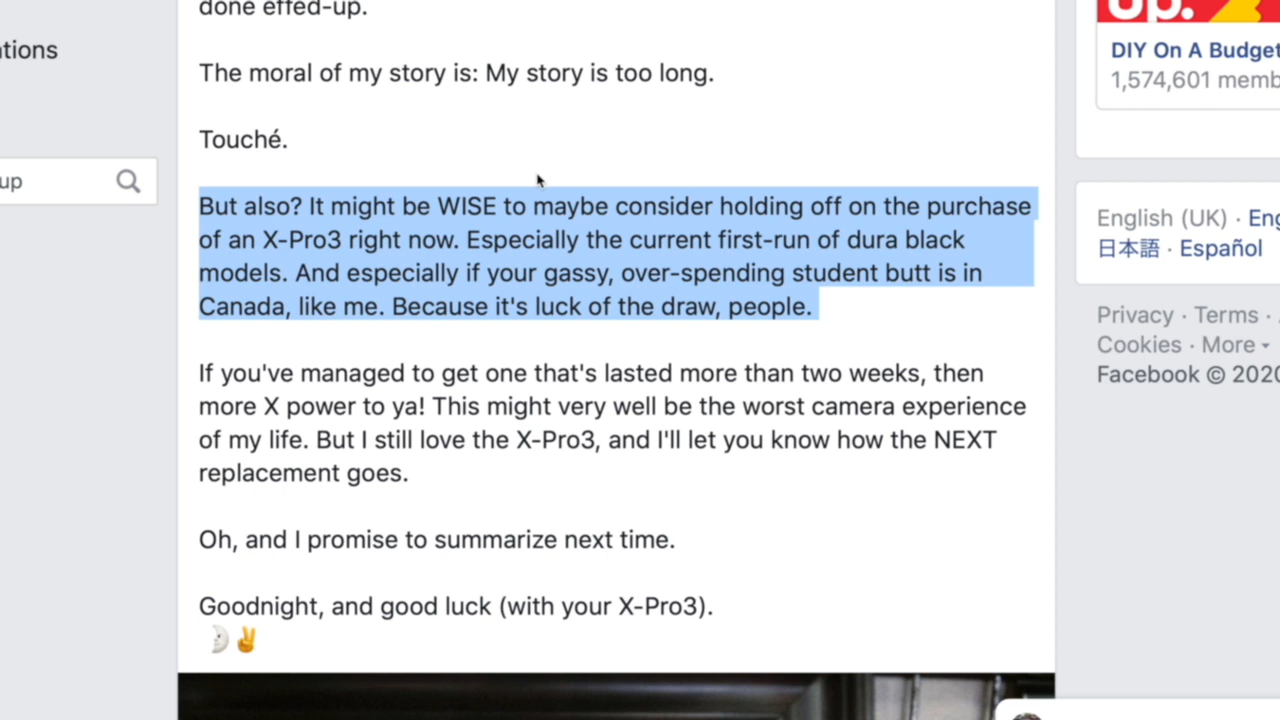 done effed-up.
The moral of my story is: My story is too long.
Touché.
But also? It might be WISE to maybe consider holding off on the purchase
of an X-Pro3 right now. Especially the current first-run of dura black
models. And especially if your gassy, over-spending student butt is in
Canada, like me. Because it's luck of the draw, people.
If you've managed to get one that's lasted more than two weeks, then
more X power to ya! This might very well be the worst camera experience
of my life. But I still love the X-Pro3, and I'll let you know how the NEXT
replacement goes.
Oh, and I promise to summarize next time.
Goodnight, and good luck (with your X-Pro3).
🌛✌
ations
up
Up.
DIY On A Budget
1,574,601 memb
English (UK) · Eng
日本語 · Español
Privacy · Terms ·
Cookies · More
Facebook © 2020